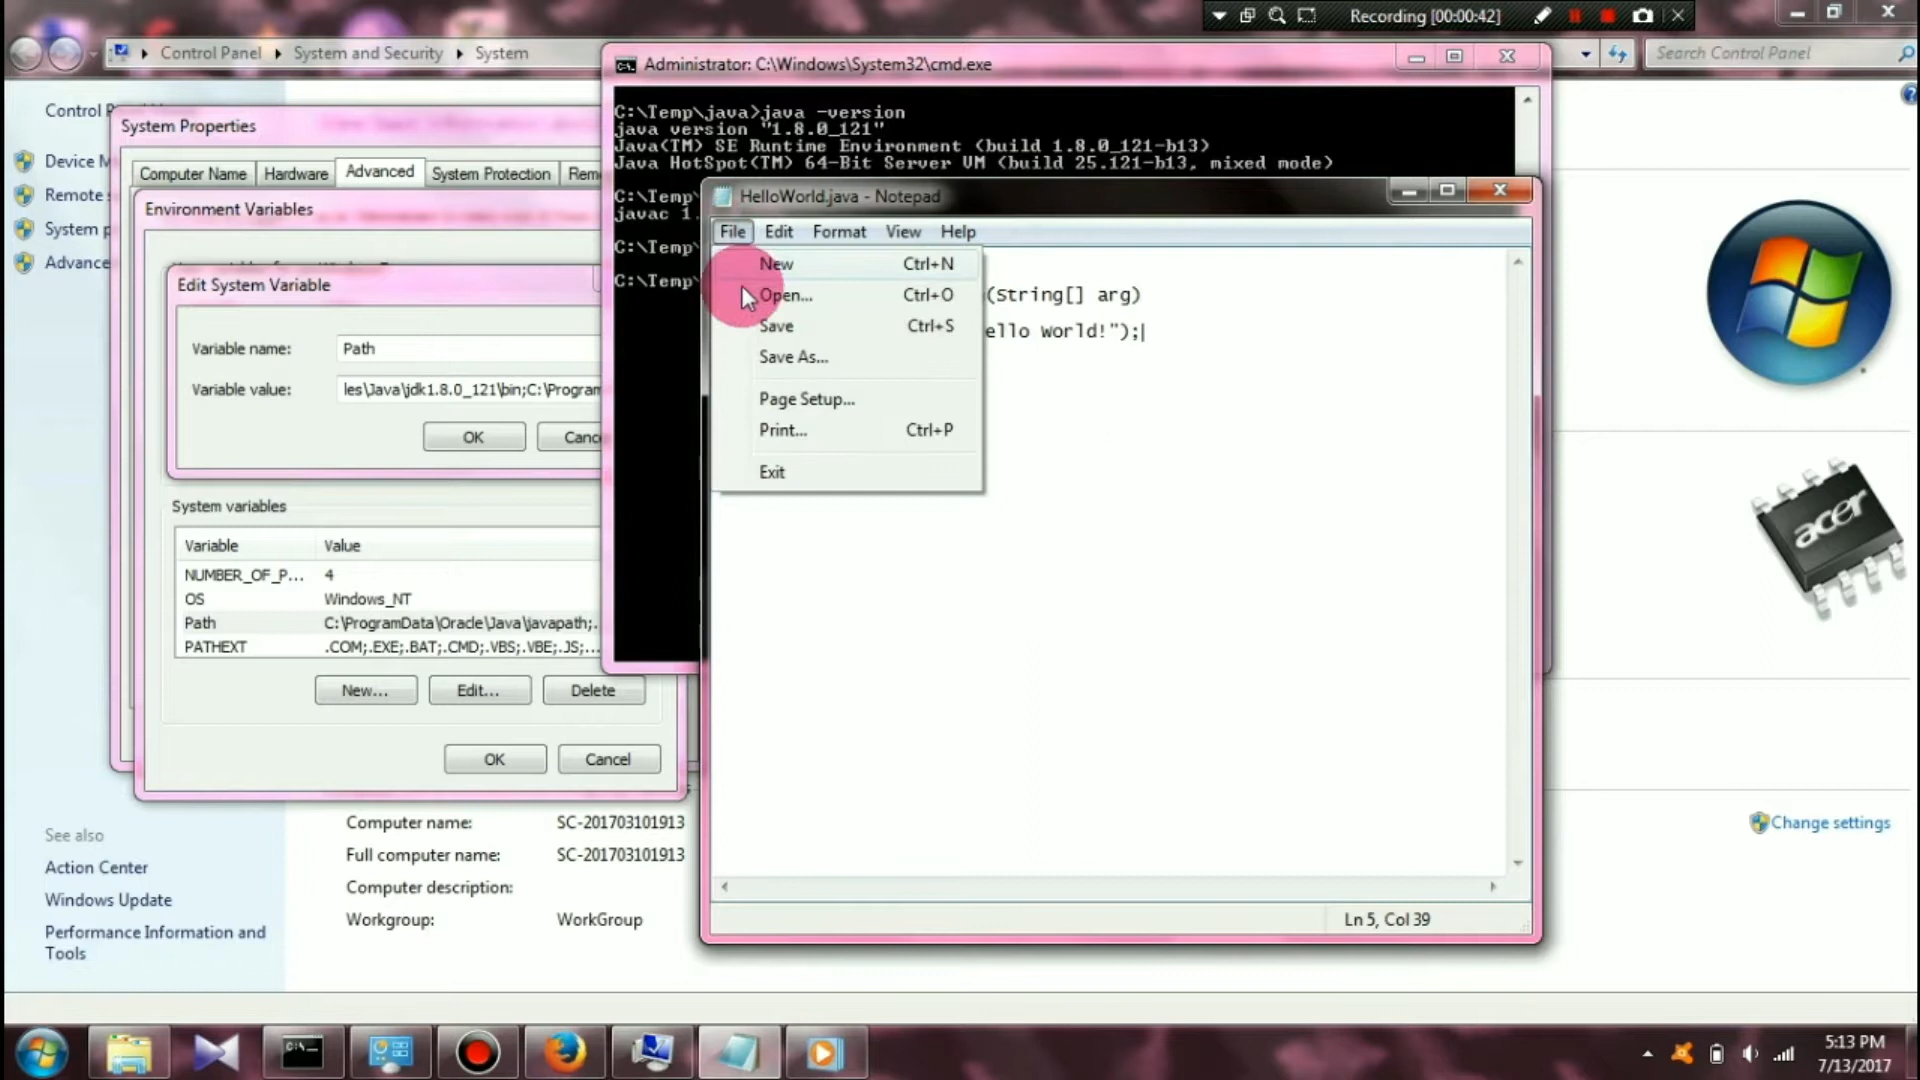 Recording [00:00:42]
Control Panel System and Security System
Search Control Panel
Administrator: C:\Windows\System32\cmd.exe
C:\Temp\java>java -version
java version "1.8.0_121"
Java(TM) SE Runtime Environment (build 1.8.0_121-b13)
Java HotSpot(TM) 64-Bit Server VM (build 25.121-b13, mixed mode)
C:\Temp\
javac 1.
C:\Temp\
C:\Temp\
Control P
Device M
Remote s
System p
Advance
System Properties
Computer Name Hardware Advanced System Protection Rem
Environment Variables
Edit System Variable
Variable name: Path
Variable value: les\Java\jdk1.8.0_121\bin;C:\Program
OK Canc
System variables
Variable Value
NUMBER_OF_P... 4
OS Windows_NT
Path C:\ProgramData\Oracle\Java\javapath;.
PATHEXT .COM;.EXE;.BAT;.CMD;.VBS;.VBE;.JS;...
New... Edit... Delete
OK Cancel
HelloWorld.java - Notepad
File Edit Format View Help
New Ctrl+N
Open... Ctrl+O
Save Ctrl+S
Save As...
Page Setup...
Print... Ctrl+P
Exit
(String[] arg)
ello world!");
Ln 5, Col 39
acer
Computer name: SC-201703101913
Full computer name: SC-201703101913
Computer description:
Workgroup: WorkGroup
Change settings
See also
Action Center
Windows Update
Performance Information and
Tools
C:\
5:13 PM
7/13/2017